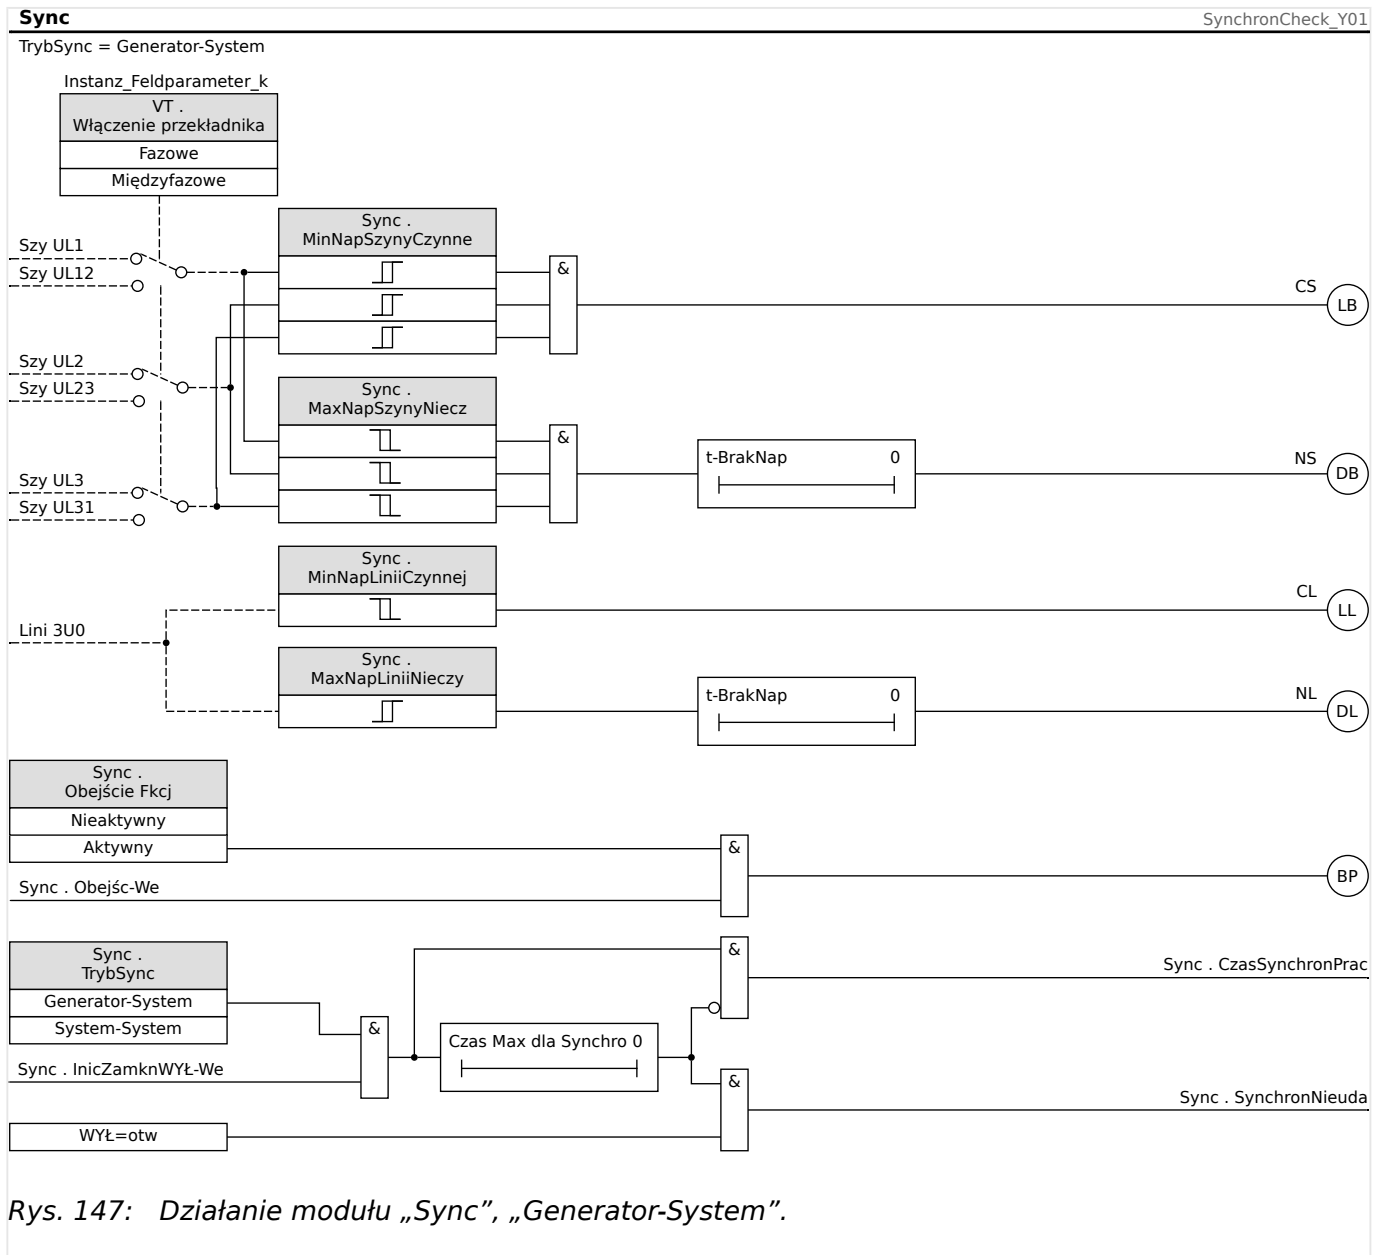 Sync
SynchronCheck_Y01
TrybSync = Generator-System
Instanz_Feldparameter_k
VT .
Włączenie przekładnika
Fazowe
Międzyfazowe
Szy UL1
Szy UL12
Szy UL2
Szy UL23
Szy UL3
Szy UL31
Sync .
MinNapSzynyCzynne
&
CS
LB
Sync .
MaxNapSzynyNiecz
&
t-BrakNap 0
NS
DB
Sync .
MinNapLiniiCzynnej
CL
LL
Lini 3U0
Sync .
MaxNapLiniiNieczy
t-BrakNap 0
NL
DL
Sync .
Obejście Fkcj
Nieaktywny
Aktywny
Sync . Obejśc-We
&
BP
Sync .
TrybSync
Generator-System
System-System
Sync . InicZamknWYŁ-We
&
Czas Max dla Synchro 0
&
Sync . CzasSynchronPrac
&
Sync . SynchronNieuda
WYŁ=otw
Rys. 147: Działanie modułu „Sync”, „Generator-System”.